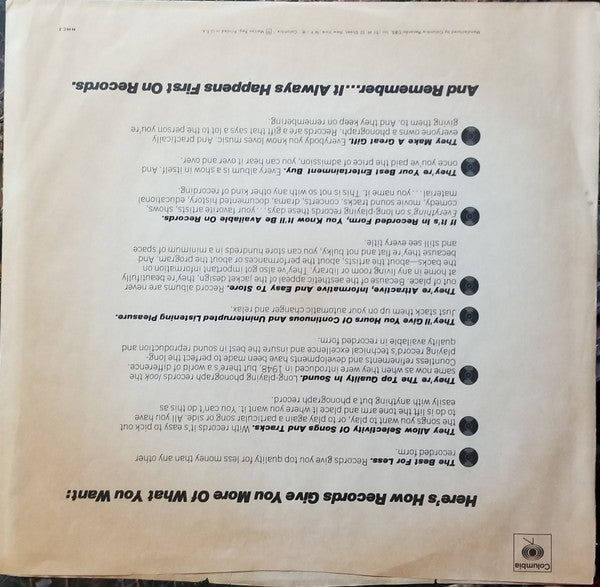 Columbia
Here's How Records Give You More Of What You Want:
The Best For Less. Records give you top quality for less money than any other
recorded form.
They Allow Selectivity Of Songs And Tracks. With records it's easy to pick out
the songs you want to play, or to play again a particular song or side. All you have
to do is lift the tone arm and place it where you want it. You can't do this as
easily with anything but a phonograph record.
They're The Top Quality In Sound. Long-playing phonograph records look the
same now as when they were introduced in 1948, but there's a world of difference.
Countless refinements and developments have been made to perfect the long-
playing record's technical excellence and insure the best in sound reproduction and
quality available in recorded form.
They'll Give You Hours Of Continuous And Uninterrupted Listening Pleasure.
Just stack them up on your automatic changer and relax.
They're Attractive, Informative And Easy To Store. Record albums are never
out of place. Because of the aesthetic appeal of the jacket design, they're beautifully
at home in any living room or library. They've also got important information on
the backs—about the artists, about the performances or about the program. And
because they're flat and not bulky, you can store hundreds in a minimum of space
and still see every title.
If It's In Recorded Form, You Know It'll Be Available On Records.
Everything's on long-playing records these days...your favorite artists, shows,
comedy, movie sound tracks, concerts, drama, documented history, educational
material...you name it. This is not so with any other kind of recording.
They're Your Best Entertainment Buy. Every album is a show in itself. And
once you've paid the price of admission, you can hear it over and over.
They Make A Great Gift. Everybody you know loves music. And practically
everyone owns a phonograph. Records are a gift that says a lot to the person you're
giving them to. And they keep on remembering.
And Remember...It Always Happens First On Records.
Manufactured by Columbia Records/CBS, Inc./51 W. 52 Street, New York, N.Y./® "Columbia," Marcas Reg. Printed in U.S.A.